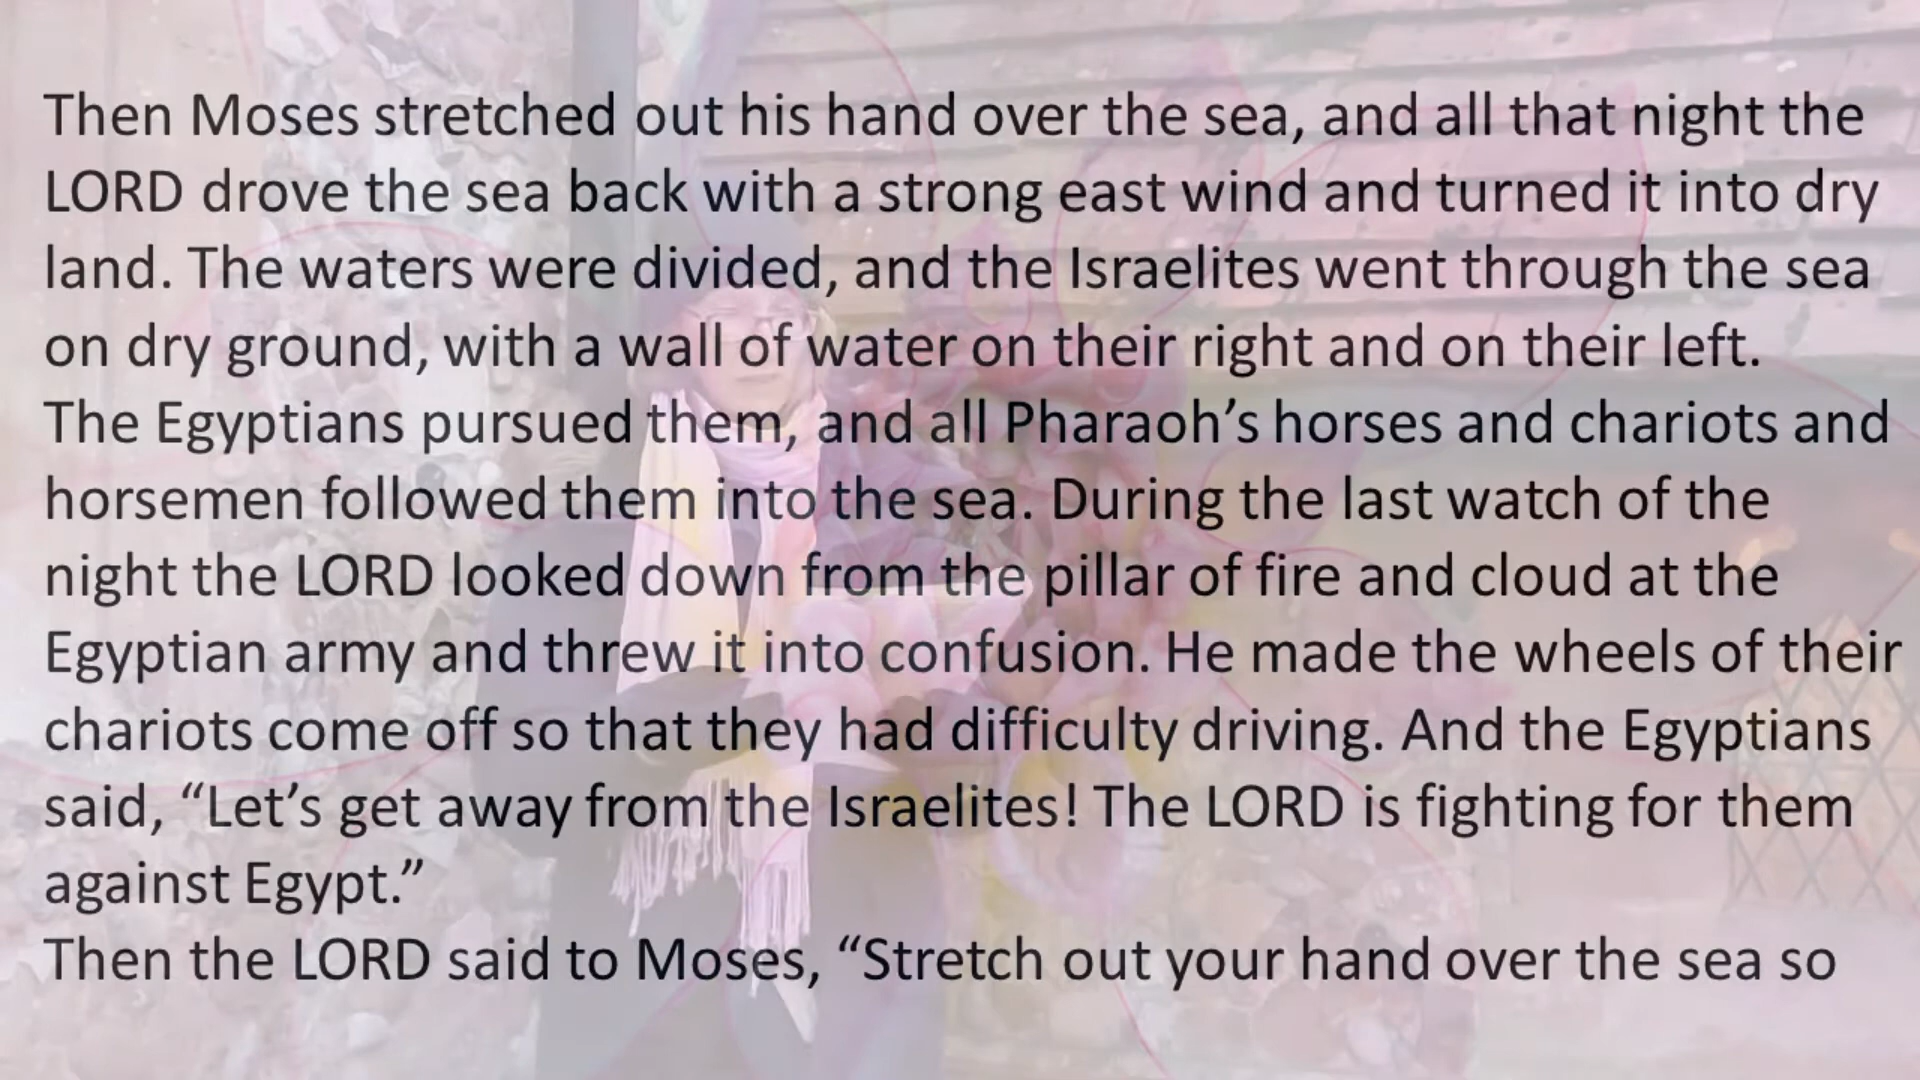 Then Moses stretched out his hand over the sea, and all that night the
LORD drove the sea back with a strong east wind and turned it into dry
land. The waters were divided, and the Israelites went through the sea
on dry ground, with a wall of water on their right and on their left.
The Egyptians pursued them, and all Pharaoh’s horses and chariots and
horsemen followed them into the sea. During the last watch of the
night the LORD looked down from the pillar of fire and cloud at the
Egyptian army and threw it into confusion. He made the wheels of their
chariots come off so that they had difficulty driving. And the Egyptians
said, “Let’s get away from the Israelites! The LORD is fighting for them
against Egypt.”
Then the LORD said to Moses, “Stretch out your hand over the sea so